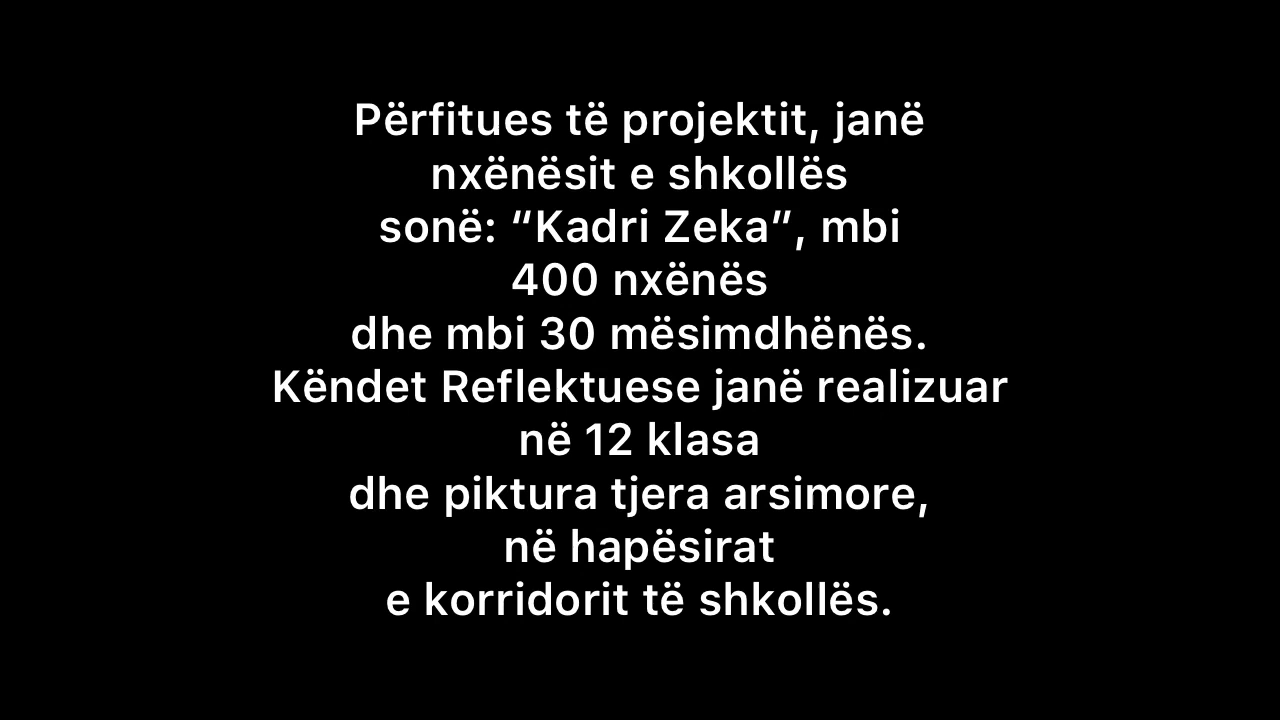 Përfitues të projektit, janë
nxënësit e shkollës
sonë: “Kadri Zeka”, mbi
400 nxënës
dhe mbi 30 mësimdhënës.
Këndet Reflektuese janë realizuar
në 12 klasa
dhe piktura tjera arsimore,
në hapësirat
e korridorit të shkollës.